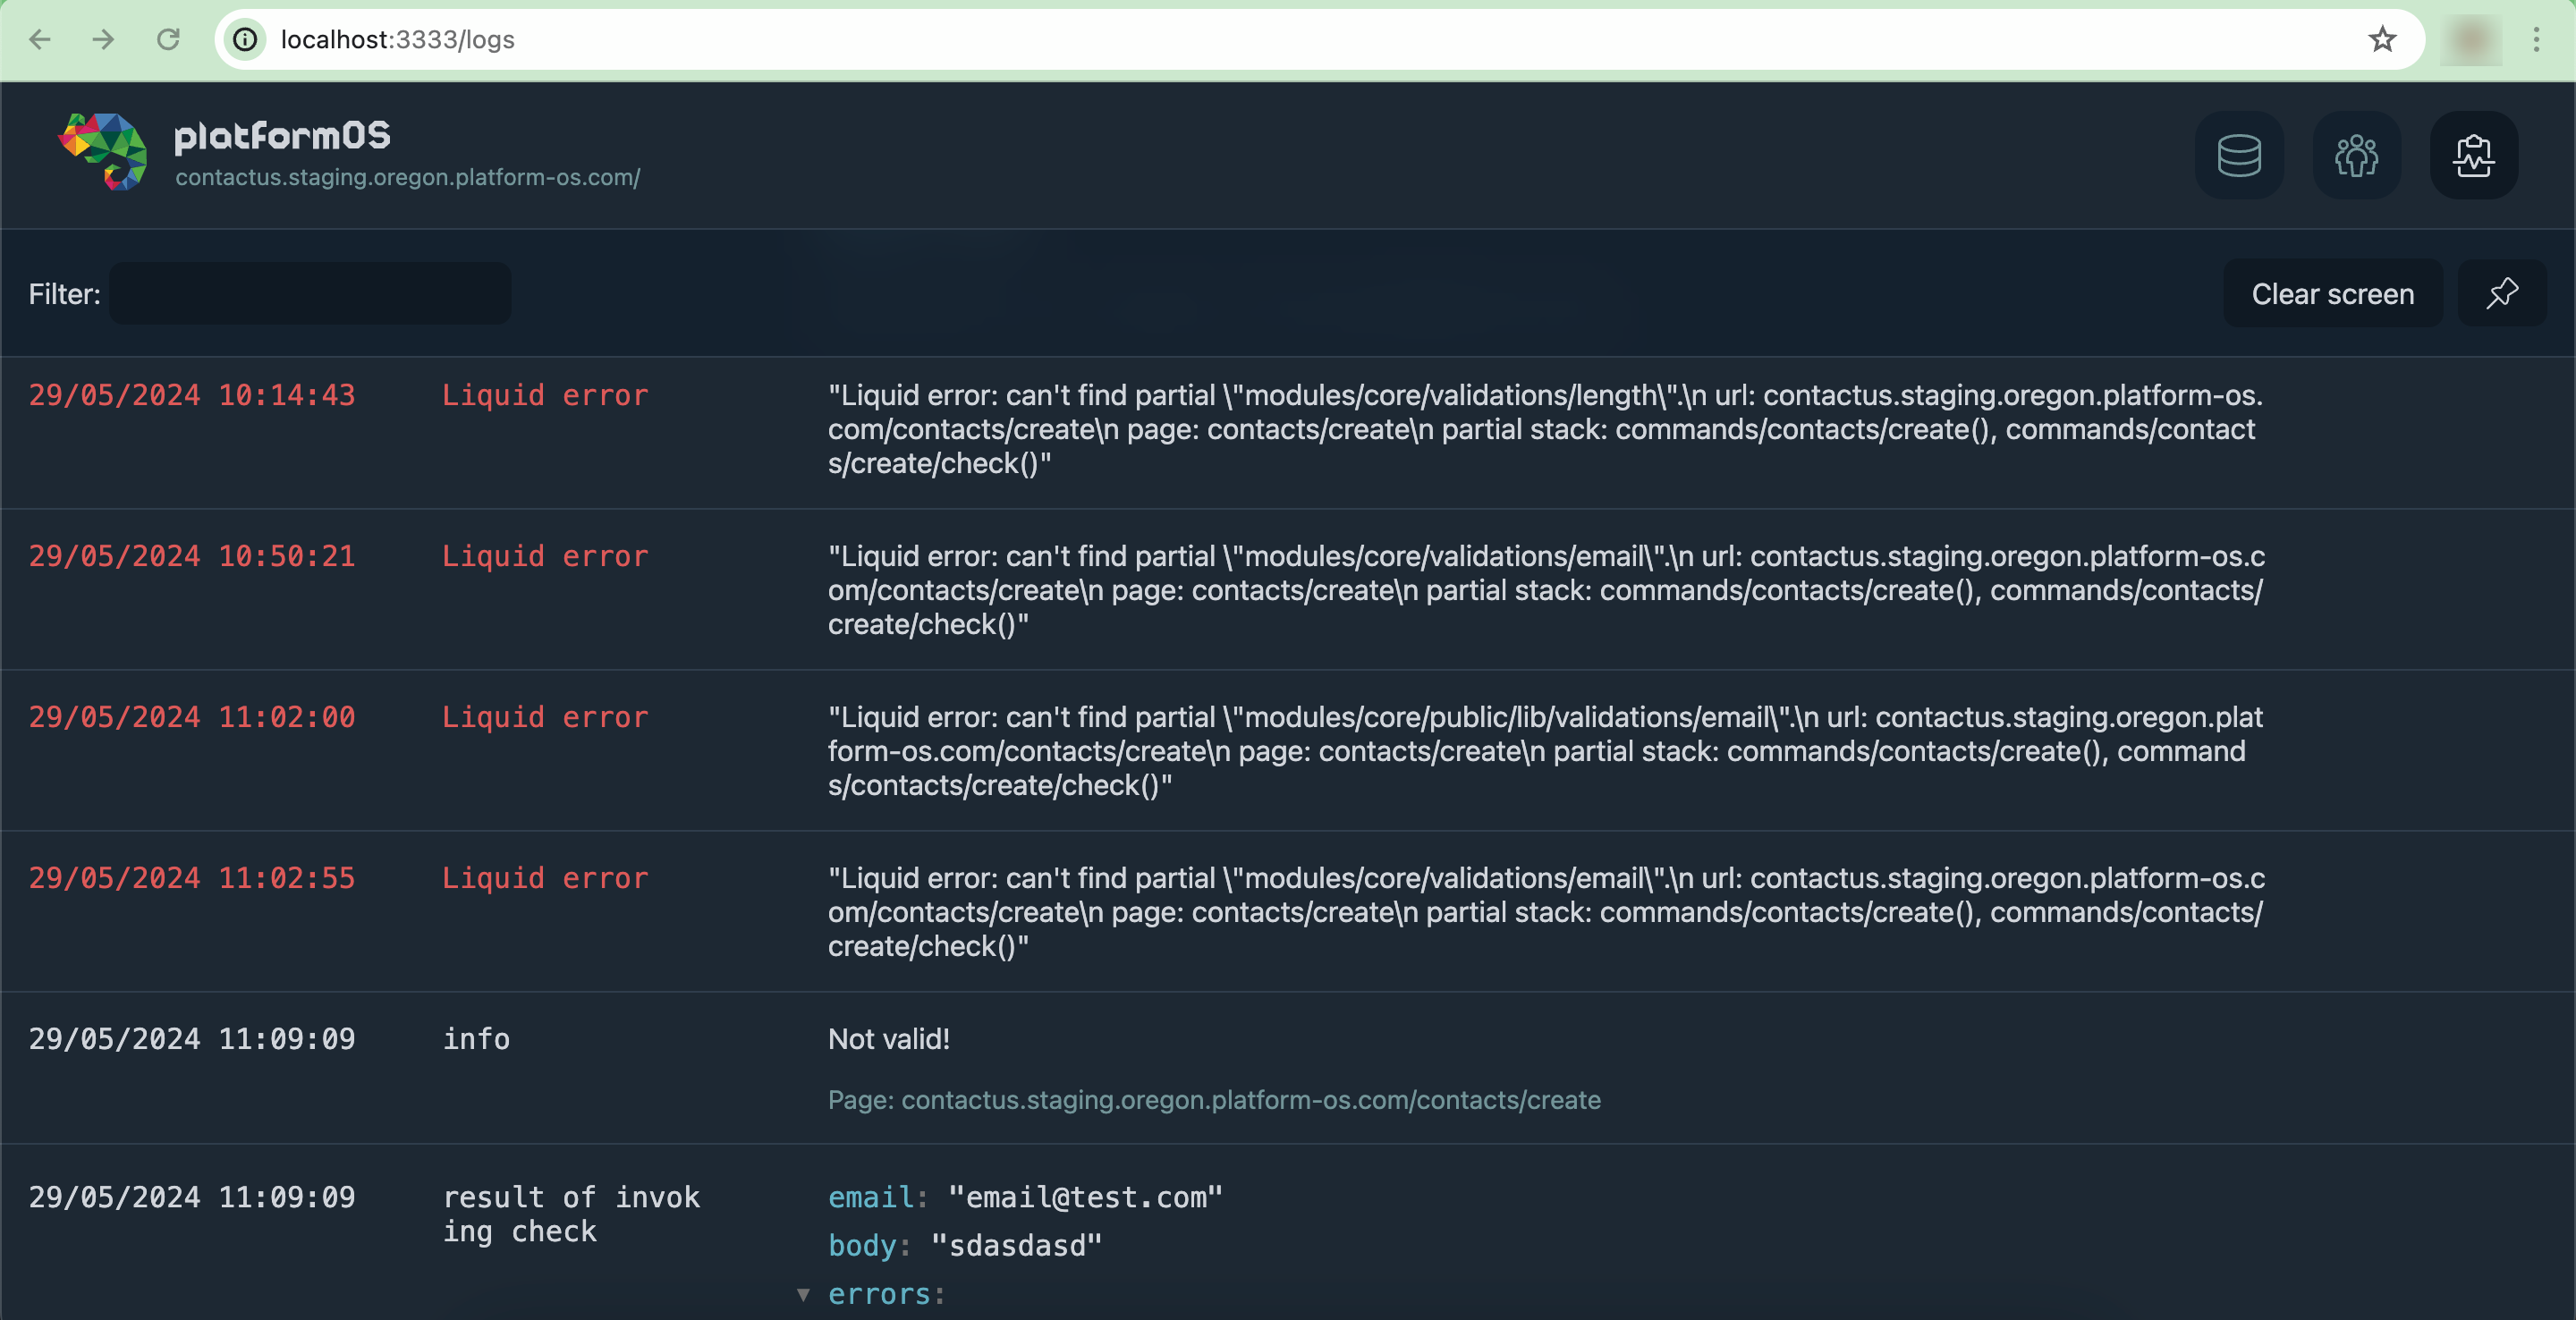 localhost:3333/logs
platformOS
contactus.staging.oregon.platform-os.com/
Filter:
Clear screen
29/05/2024 10:14:43 Liquid error "Liquid error: can't find partial \"modules/core/validations/length\".\n url: contactus.staging.oregon.platform-os.
com/contacts/create\n page: contacts/create\n partial stack: commands/contacts/create(), commands/contact
s/create/check()"
29/05/2024 10:50:21 Liquid error "Liquid error: can't find partial \"modules/core/validations/email\".\n url: contactus.staging.oregon.platform-os.c
om/contacts/create\n page: contacts/create\n partial stack: commands/contacts/create(), commands/contacts/
create/check()"
29/05/2024 11:02:00 Liquid error "Liquid error: can't find partial \"modules/core/public/lib/validations/email\".\n url: contactus.staging.oregon.plat
form-os.com/contacts/create\n page: contacts/create\n partial stack: commands/contacts/create(), command
s/contacts/create/check()"
29/05/2024 11:02:55 Liquid error "Liquid error: can't find partial \"modules/core/validations/email\".\n url: contactus.staging.oregon.platform-os.c
om/contacts/create\n page: contacts/create\n partial stack: commands/contacts/create(), commands/contacts/
create/check()"
29/05/2024 11:09:09 info Not valid!
Page: contactus.staging.oregon.platform-os.com/contacts/create
29/05/2024 11:09:09 result of invok
ing check
email: "email@test.com"
body: "sdasdasd"
errors: